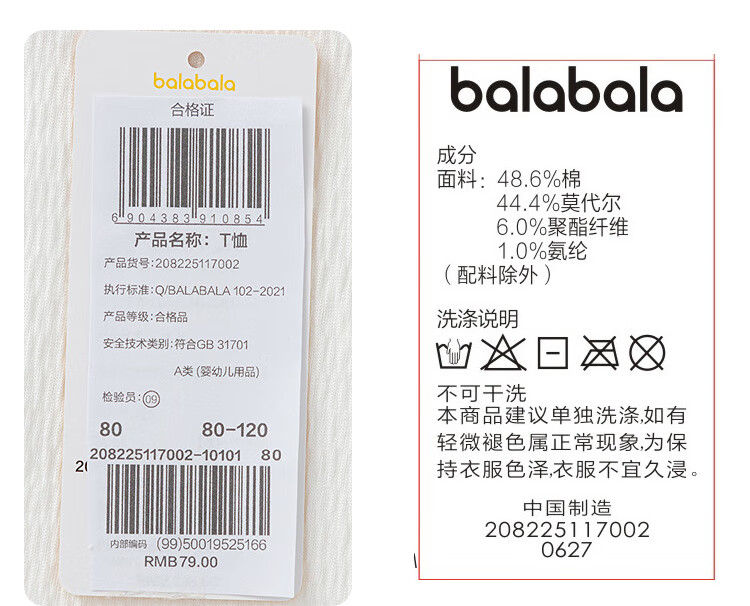 balabala
合格证
6 904383 910854
产品名称：T恤
产品货号:208225117002
执行标准:Q/BALABALA 102-2021
产品等级:合格品
安全技术类别:符合GB 31701
A类 (婴幼儿用品)
检验员:09
80 80-120
208225117002-10101 80
20
内部编码 (99)50019525166
RMB79.00
balabala
成分
面料：48.6%棉
44.4%莫代尔
6.0%聚酯纤维
1.0%氨纶
（配料除外）
洗涤说明
不可干洗
本商品建议单独洗涤,如有
轻微褪色属正常现象,为保
持衣服色泽,衣服不宜久浸。
中国制造
208225117002
0627